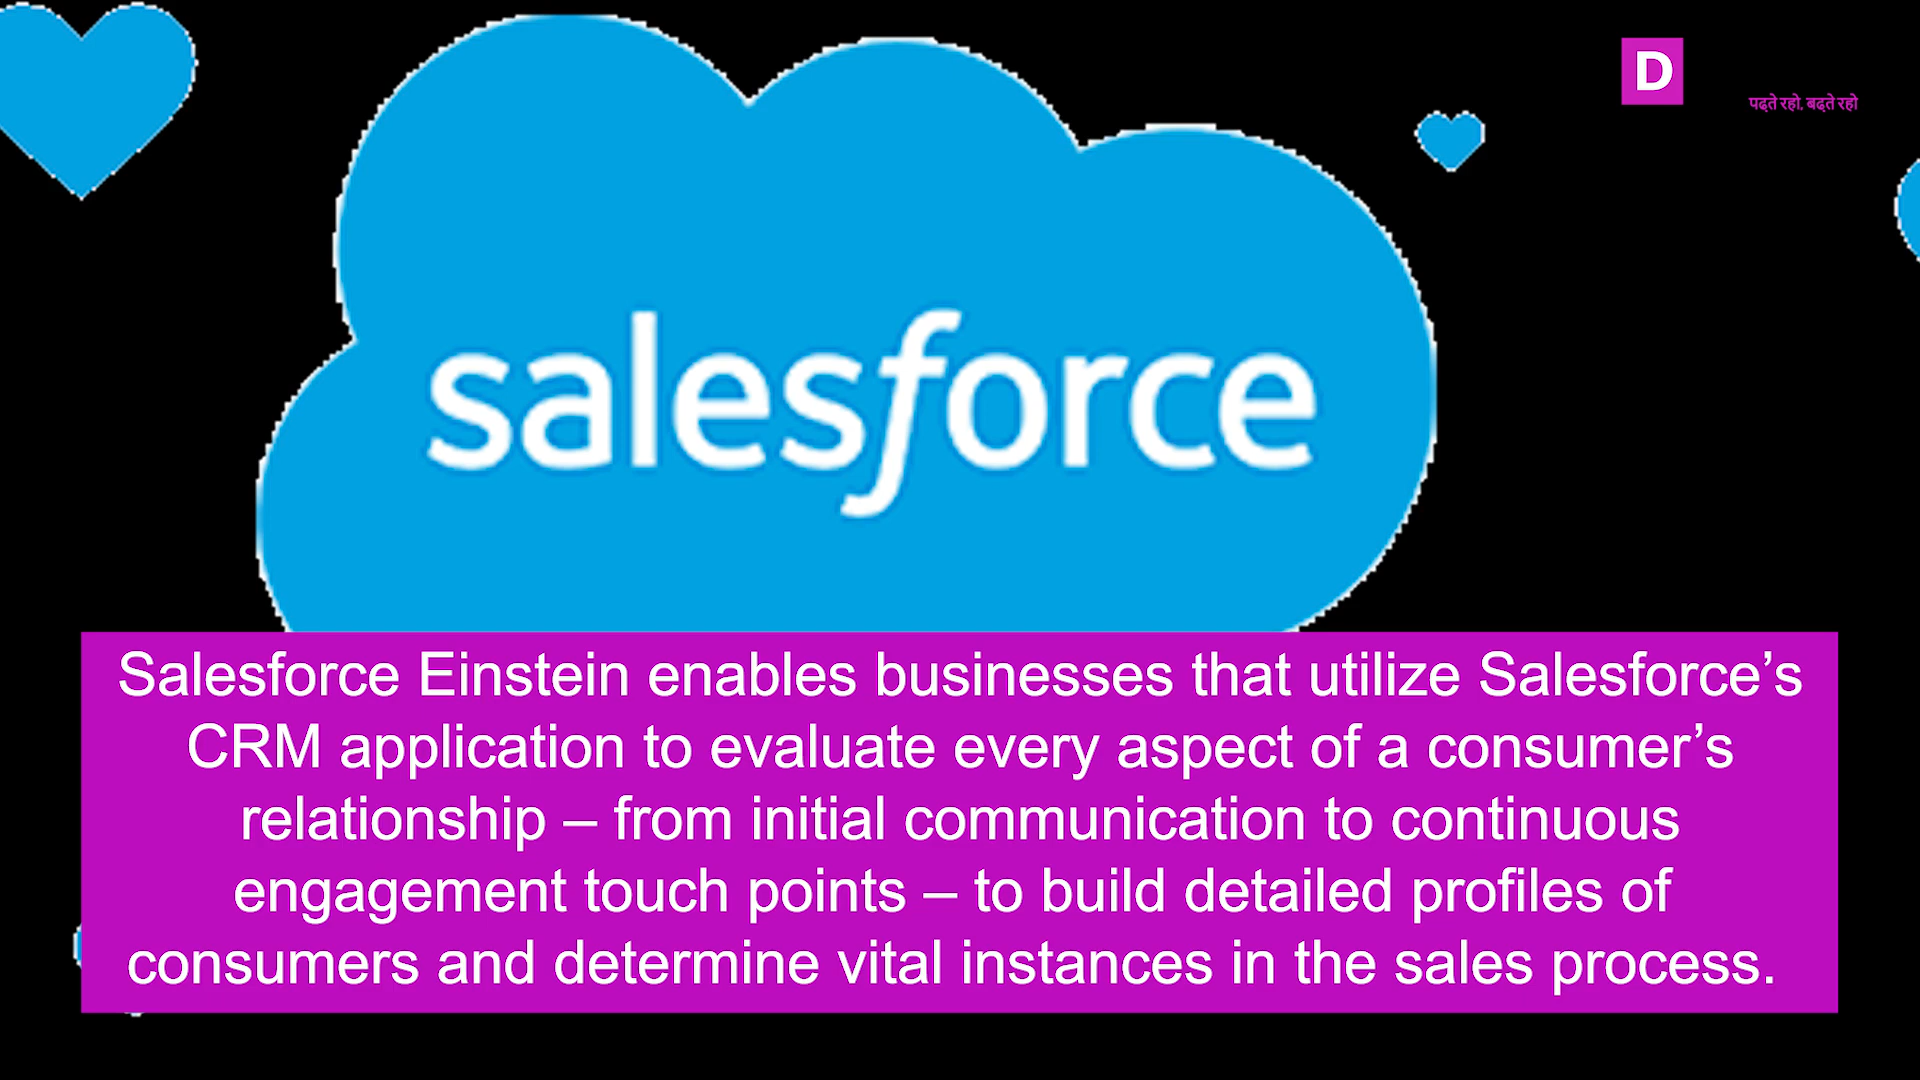 D
पढ़ते रहो, बढ़ते रहो
salesforce
Salesforce Einstein enables businesses that utilize Salesforce’s
CRM application to evaluate every aspect of a consumer’s
relationship – from initial communication to continuous
engagement touch points – to build detailed profiles of
consumers and determine vital instances in the sales process.